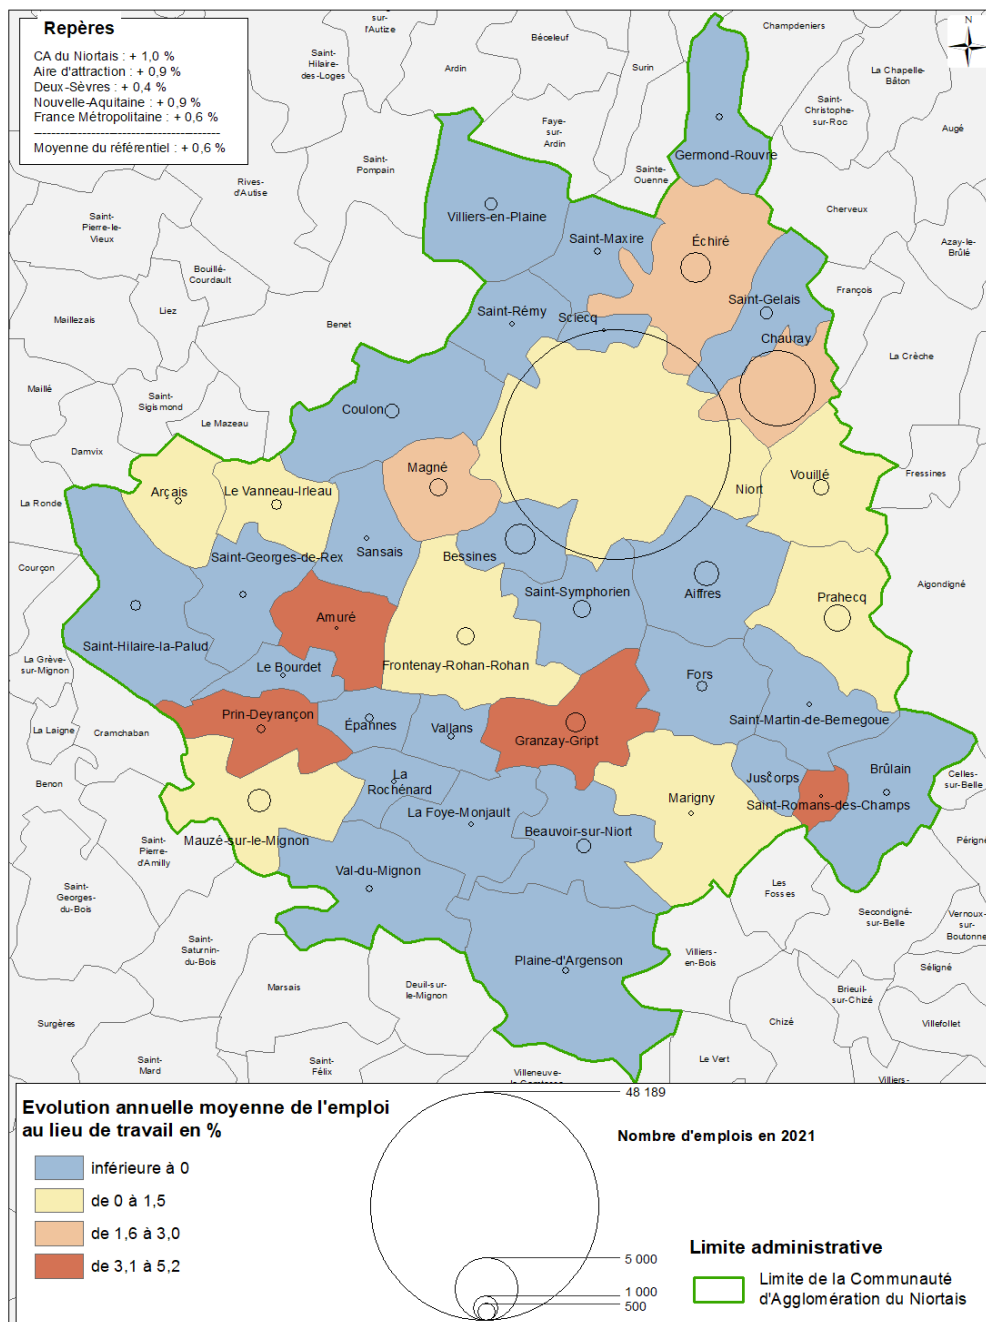 Repères
CA du Niortais : + 1,0 %
Aire d'attraction : + 0,9 %
Deux-Sèvres : + 0,4 %
Nouvelle-Aquitaine : + 0,9 %
France Métropolitaine : + 0,6 %
Moyenne du référentiel : + 0,6 %
sur-
l'Autize
Béceleuf
Champdeniers
N
Saint-
Hilaire-
des-Loges
Ardin
Surin
La Chapelle-
Bâton
Saint-
Christophe-
sur-Roc
Augé
Faye-
sur-
Ardin
Germond-Rouvre
Saint-
Pompain
Sainte-
Ouenne
Rives-
d'Autise
Cherveux
Saint-
Pierre-le-
Vieux
Villiers-en-Plaine
Saint-Maxire
Échiré
Azay-le-
Brûlé
Bouillé-
Courdault
François
Saint-Gelais
Maillezais
Liez
Benet
Saint-Rémy
Sciecq
Chauray
La Crèche
Maillé
Saint-
Sigismond
Coulon
Le Mazeau
Damvix
Magné
Fressines
Vouillé
Niort
Arçais
Le Vanneau-Irleau
La Ronde
Sansais
Bessines
Saint-Georges-de-Rex
Courçon
Saint-Symphorien
Aiffres
Prahecq
Aigondigné
Amuré
Saint-Hilaire-la-Palud
La Grève-
sur-Mignon
Le Bourdet
Frontenay-Rohan-Rohan
Fors
Prin-Deyrançon
Saint-Martin-de-Bernegoue
Épannes
Vallans
Granzay-Gript
La Laigne
Cramchaban
Benon
La
Rochénard
Juscorps
Brûlain
Celles-
sur-Belle
Marigny
Saint-Romans-des-Champs
La Foye-Monjault
Beauvoir-sur-Niort
Mauzé-sur-le-Mignon
Périgné
Saint-
Pierre-
d'Amilly
Val-du-Mignon
Saint-
Georges-
du-Bois
Les
Fosses
Secondigné-
sur-Belle
Vernoux-
sur-
Boutonne
Saint-
Saturnin-
du-Bois
Plaine-d'Argenson
Villiers-
en-Bois
Séligné
Marsais
Deuil-sur-
le-Mignon
Brieuil-
sur-Chizé
Surgères
Chizé
Villefollet
Saint-
Mard
Saint-
Félix
Le Vert
Villeneuve-
Villiers-
Evolution annuelle moyenne de l'emploi
au lieu de travail en %
inférieure à 0
de 0 à 1,5
de 1,6 à 3,0
de 3,1 à 5,2
48 189
Nombre d'emplois en 2021
5 000
1 000
500
Limite administrative
Limite de la Communauté
d'Agglomération du Niortais